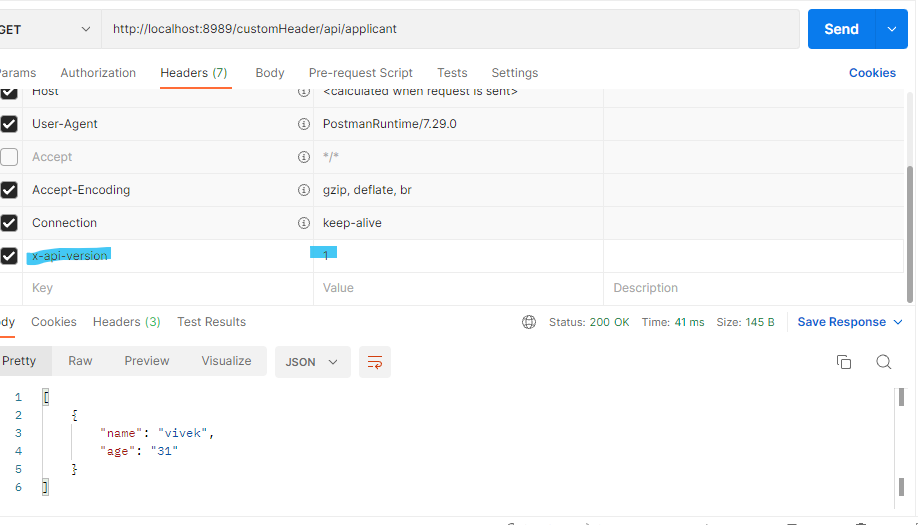 GET http://localhost:8989/customHeader/api/applicant Send
Params Authorization Headers (7) Body Pre-request Script Tests Settings Cookies
Host <calculated when request is sent>
User-Agent PostmanRuntime/7.29.0
Accept */*
Accept-Encoding gzip, deflate, br
Connection keep-alive
x-api-version 1
Key Value Description
ody Cookies Headers (3) Test Results Status: 200 OK Time: 41 ms Size: 145 B Save Response
Pretty Raw Preview Visualize JSON
1 [
2 {
3 "name": "vivek",
4 "age": "31"
5 }
6 ]